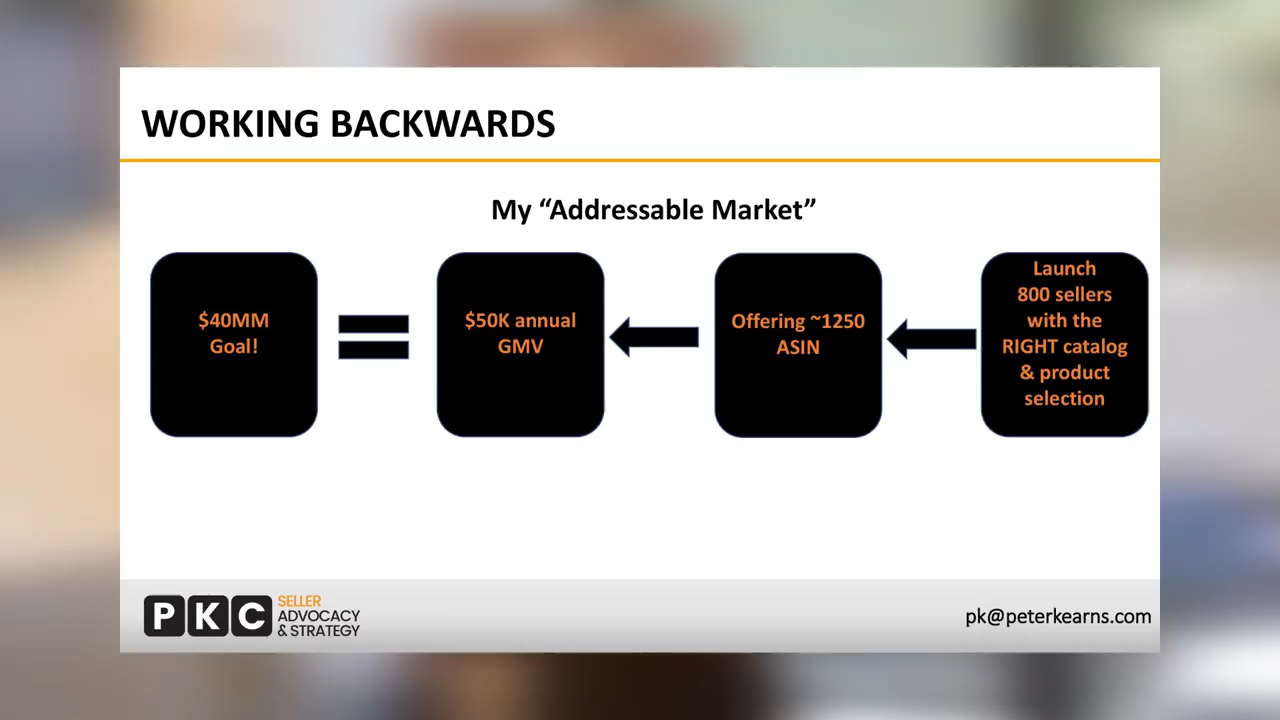 WORKING BACKWARDS
My “Addressable Market”
$40MM
Goal!
$50K annual
GMV
Offering ~1250
ASIN
Launch
800 sellers
with the
RIGHT catalog
& product
selection
PKC
SELLER
ADVOCACY
& STRATEGY
pk@peterkearns.com